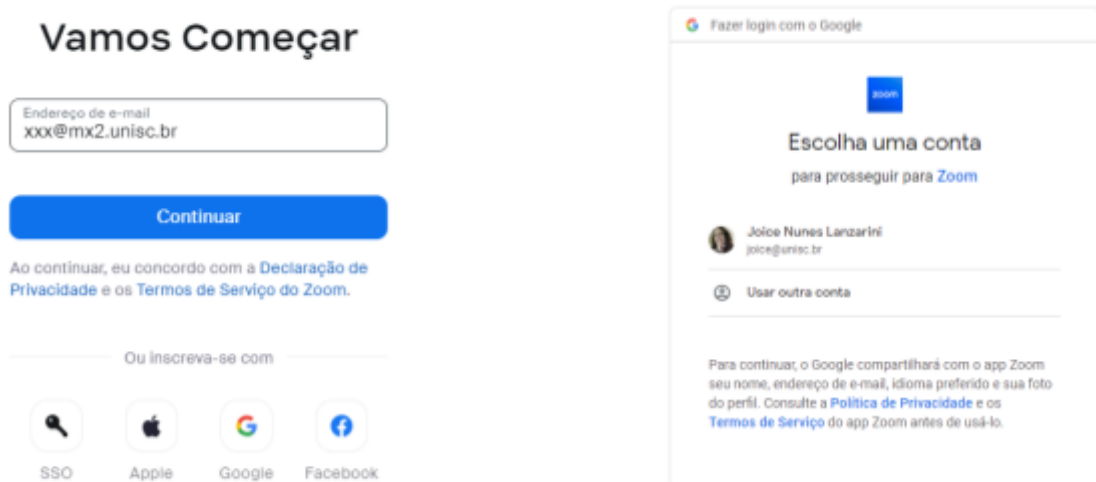 Vamos Começar
Endereço de e-mail
xxx@mx2.unisc.br
Continuar
Ao continuar, eu concordo com a Declaração de
Privacidade e os Termos de Serviço do Zoom.
Ou inscreva-se com
SSO
Apple
Google
Facebook
Fazer login com o Google
zoom
Escolha uma conta
para prosseguir para Zoom
Joice Nunes Lanzarini
joice@unisc.br
Usar outra conta
Para continuar, o Google compartilhará com o app Zoom
seu nome, endereço de e-mail, idioma preferido e sua foto
do perfil. Consulte a Política de Privacidade e os
Termos de Serviço do app Zoom antes de usá-lo.